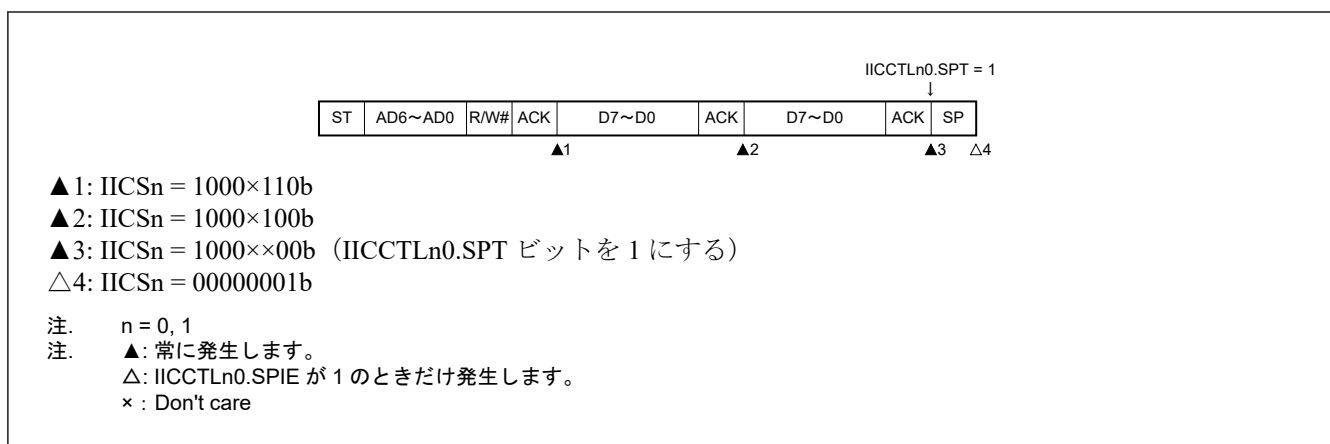 IICCTLn0.SPT = 1
↓
ST AD6～AD0 R/W# ACK D7～D0 ACK D7～D0 ACK SP
▲1 ▲2 ▲3 △4
▲1: IICSn = 1000×110b
▲2: IICSn = 1000×100b
▲3: IICSn = 1000××00b（IICCTLn0.SPT ビットを 1 にする）
△4: IICSn = 00000001b
注. n = 0, 1
注. ▲: 常に発生します。
△: IICCTLn0.SPIE が 1 のときだけ発生します。
×：Don't care